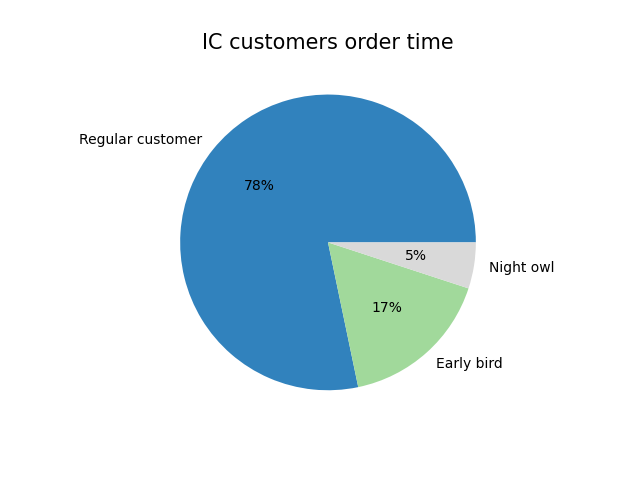 IC customers order time
Regular customer
78%
5%
Night owl
17%
Early bird